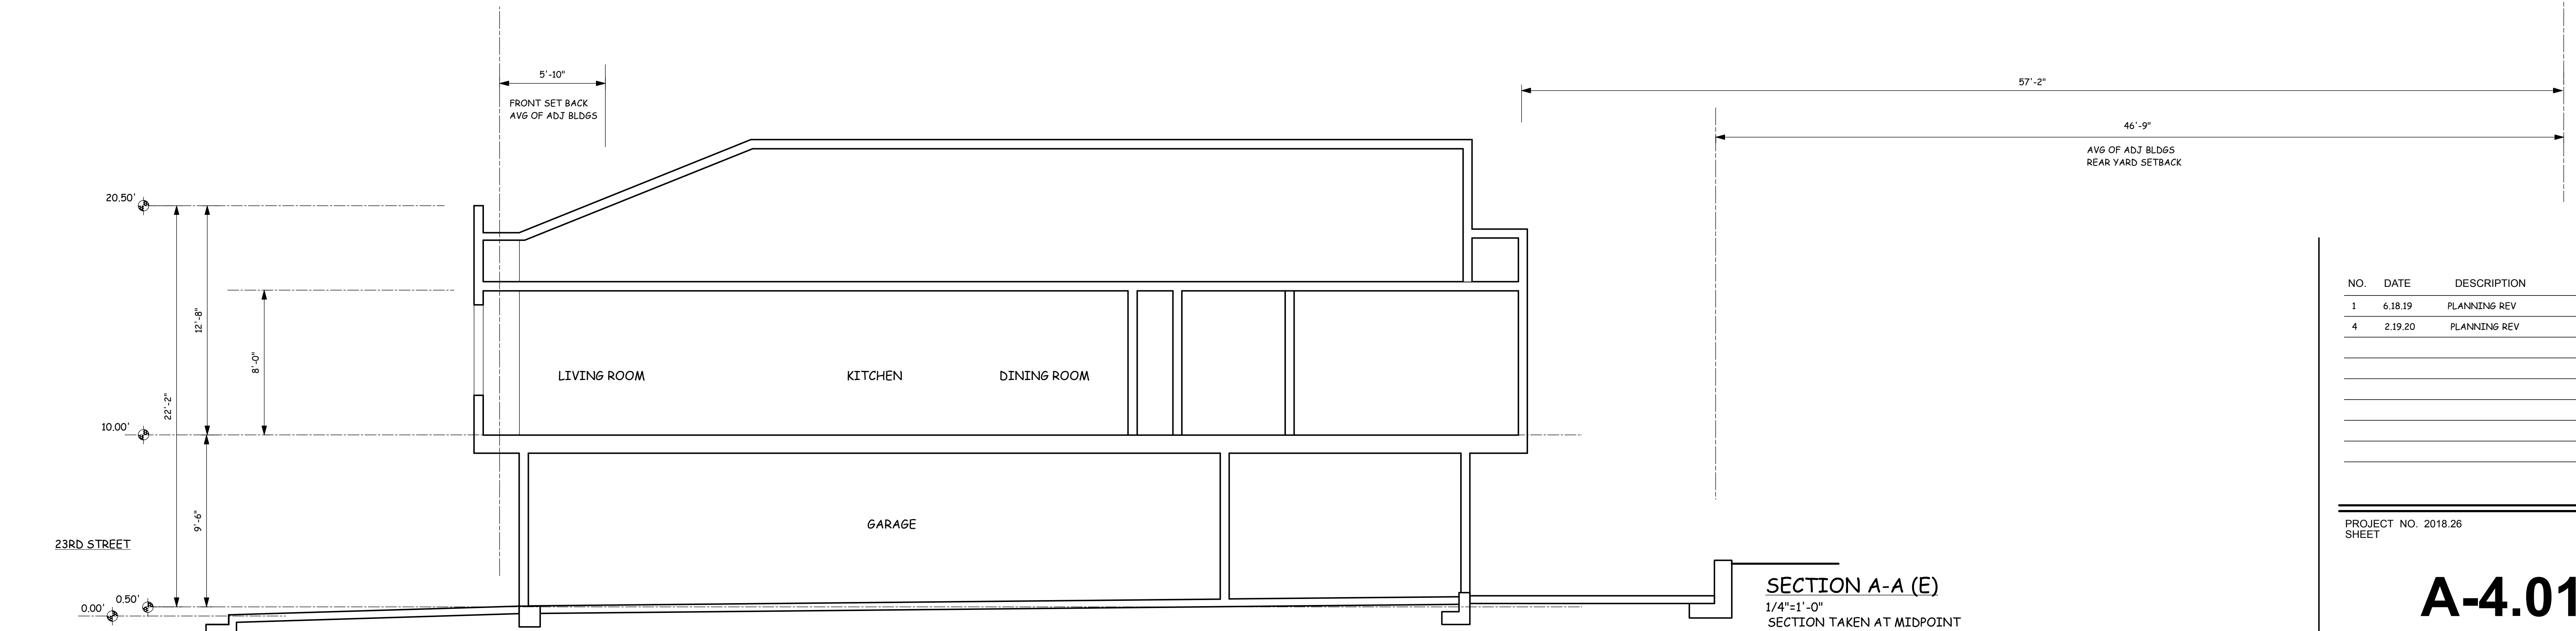 5'-10"
FRONT SET BACK
AVG OF ADJ BLDGS
57'-2"
46'-9"
AVG OF ADJ BLDGS
REAR YARD SETBACK
20.50'
12'-8"
8'-0"
22'-2"
10.00'
9'-6"
LIVING ROOM
KITCHEN
DINING ROOM
GARAGE
23RD STREET
0.50'
0.00'
SECTION A-A (E)
1/4"=1'-0"
SECTION TAKEN AT MIDPOINT
NO. DATE DESCRIPTION
1 6.18.19 PLANNING REV
4 2.19.20 PLANNING REV
PROJECT NO. 2018.26
SHEET
A-4.01